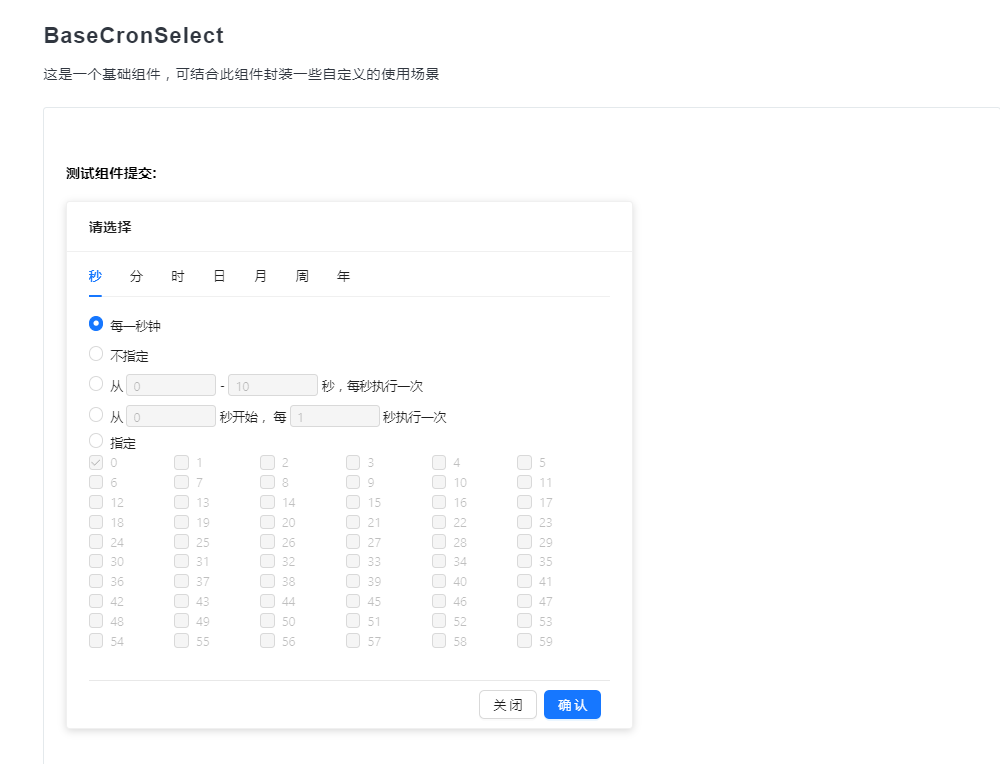 BaseCronSelect
这是一个基础组件，可结合此组件封装一些自定义的使用场景
测试组件提交:
请选择
秒 分 时 日 月 周 年
每一秒钟
不指定
从 0 - 10 秒，每秒执行一次
从 0 秒开始， 每 1 秒执行一次
指定
0 1 2 3 4 5
6 7 8 9 10 11
12 13 14 15 16 17
18 19 20 21 22 23
24 25 26 27 28 29
30 31 32 33 34 35
36 37 38 39 40 41
42 43 44 45 46 47
48 49 50 51 52 53
54 55 56 57 58 59
关 闭 确 认